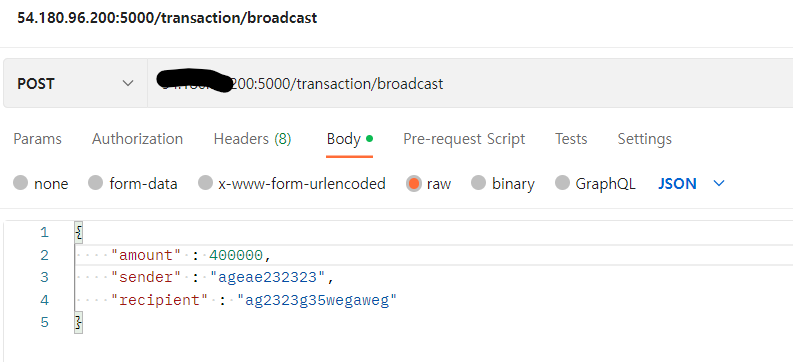 54.180.96.200:5000/transaction/broadcast
POST 200:5000/transaction/broadcast
Params Authorization Headers (8) Body Pre-request Script Tests Settings
none form-data x-www-form-urlencoded raw binary GraphQL JSON
1 {
2 "amount" : 400000,
3 "sender" : "ageae232323",
4 "recipient" : "ag2323g35wegaweg"
5 }